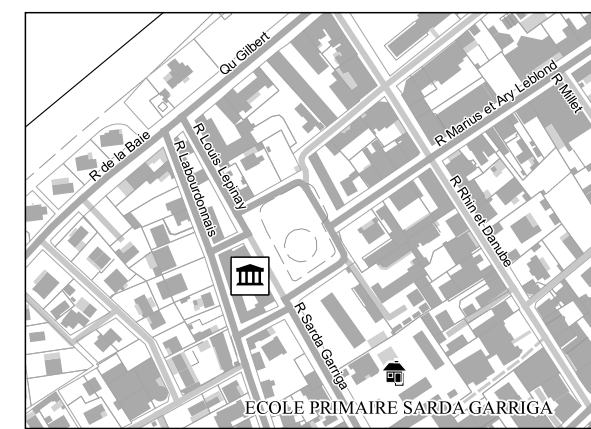 Qu Gilbert
R Marius et Ary Leblond
R Millet
R de la Baie
R Louis Lepinay
R Labourdonnais
R Rhin et Danube
R Sarda Garriga
ECOLE PRIMAIRE SARDA GARRIGA